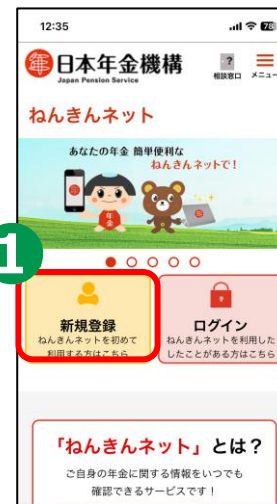 12:35
78
年金
日本年金機構
Japan Pension Service
?
相談窓口
メニュー
ねんきんネット
あなたの年金 簡単便利な
ねんきんネットで!
年金
1
新規登録
ねんきんネットを初めて
利用する方はこちら
ログイン
ねんきんネットを利用した
したことがある方はこちら
「ねんきんネット」とは?
ご自身の年金に関する情報をいつでも
確認できるサービスです!